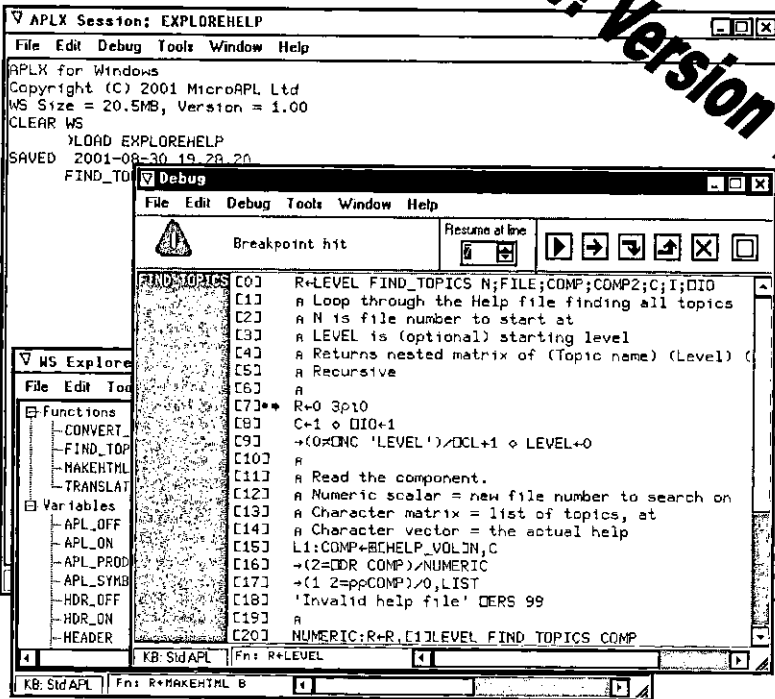 ∇ APLX Session: EXPLOREHELP
File Edit Debug Tools Window Help
Version
APLX for Windows
Copyright (C) 2001 MicroAPL Ltd
WS Size = 20.5MB, Version = 1.00
CLEAR WS
)LOAD EXPLOREHELP
SAVED 2001-08-30 19.28.20
FIND_TO
∇ Debug
File Edit Debug Tools Window Help
Breakpoint hit
Resume at line
7
FIND_TOPICS
[0] R←LEVEL FIND_TOPICS N;FILE;COMP;COMP2;C;I;⎕IO
[1] ⍝ Loop through the Help file finding all topics
[2] ⍝ N is file number to start at
[3] ⍝ LEVEL is (optional) starting level
[4] ⍝ Returns nested matrix of (Topic name) (Level) (
[5] ⍝ Recursive
[6] ⍝
[7]•→ R←0 3⍴⍳0
[8] C←1 ⋄ ⎕IO←1
[9] →(0≠⎕NC 'LEVEL')/⎕CL+1 ⋄ LEVEL←0
[10] ⍝
[11] ⍝ Read the component.
[12] ⍝ Numeric scalar = new file number to search on
[13] ⍝ Character matrix = list of topics, at
[14] ⍝ Character vector = the actual help
[15] L1:COMP←⌸[HELP_VOL]N,C
[16] →(2=⎕DR COMP)/NUMERIC
[17] →(1 2=⍴⍴COMP)/0,LIST
[18] 'Invalid help file' ⎕ERS 99
[19] ⍝
[20] NUMERIC:R←R,[1]LEVEL FIND_TOPICS COMP
KB: Std APL Fn: R←LEVEL
∇ WS Explore
File Edit Too
Functions
CONVERT_
FIND_TOP
MAKEHTML
TRANSLAT
Variables
APL_OFF
APL_ON
APL_PROD
APL_SYMB
HDR_OFF
HDR_ON
HEADER
KB: Std APL Fn: R←MAKEHTML B